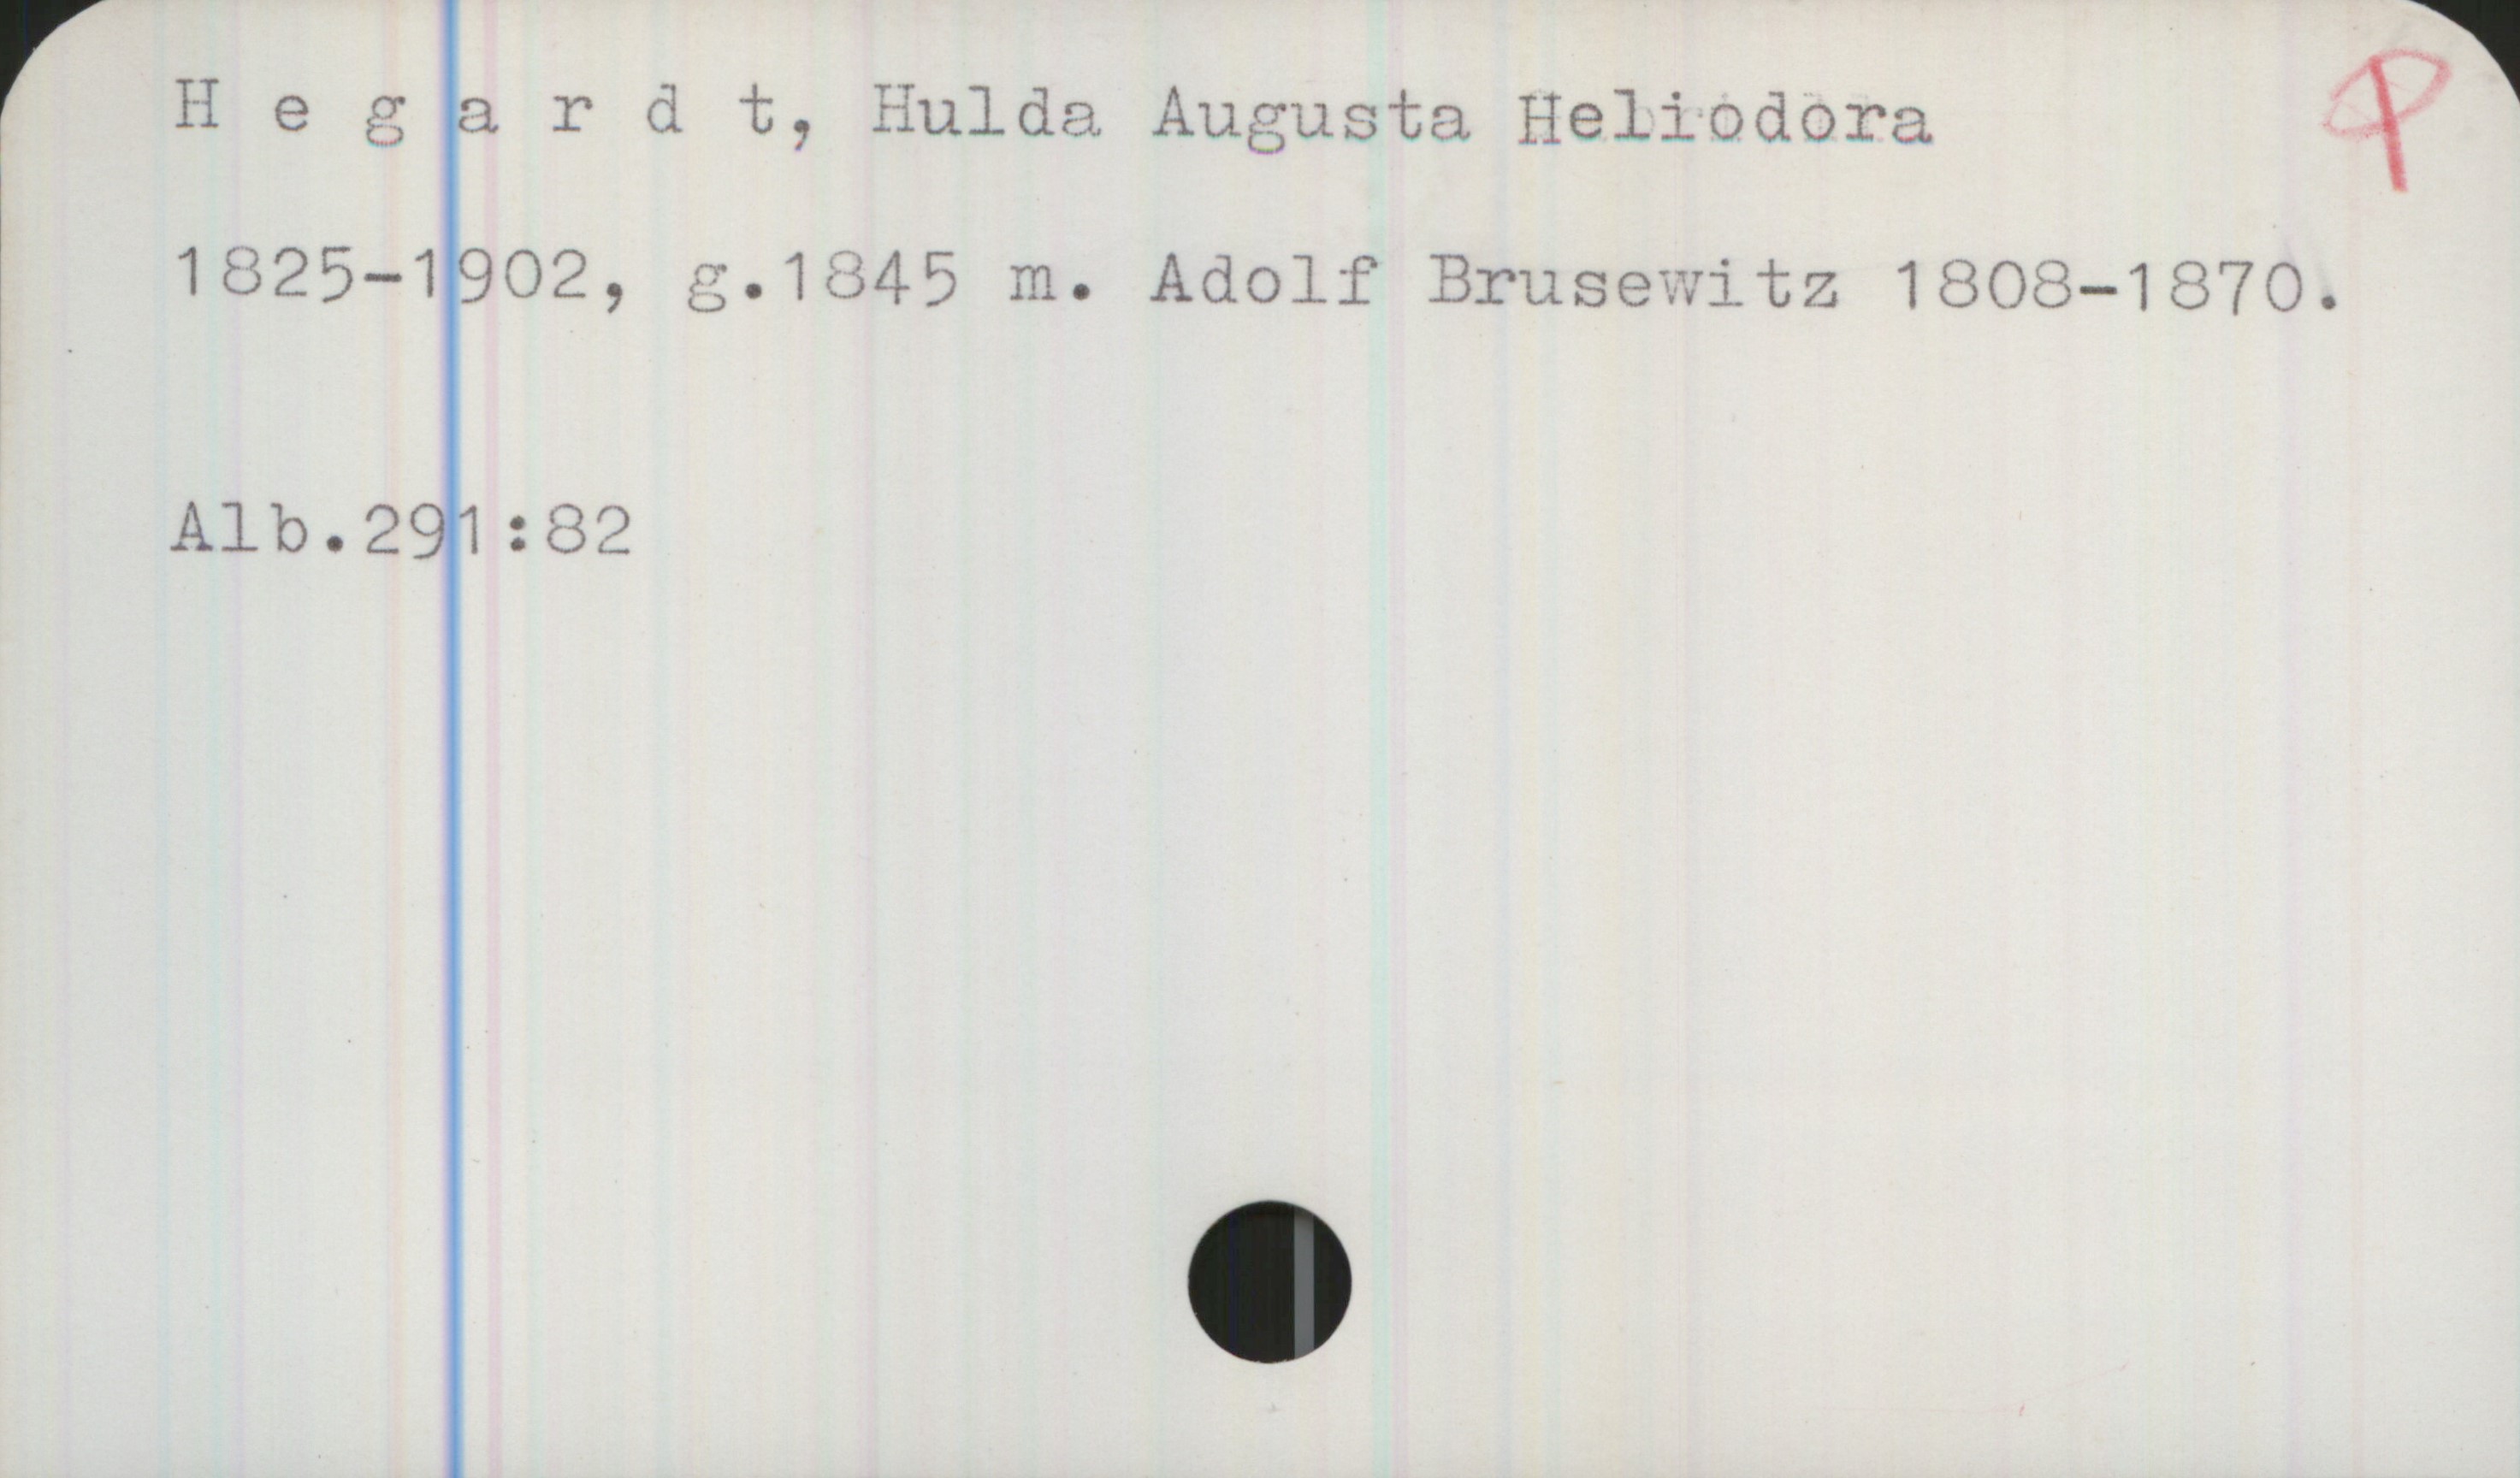 H e g a r d t, Hulda Augusta Heliodora
P
1825-1902, g.1845 m. Adolf Brusewitz 1808-1870.
Alb.291:82